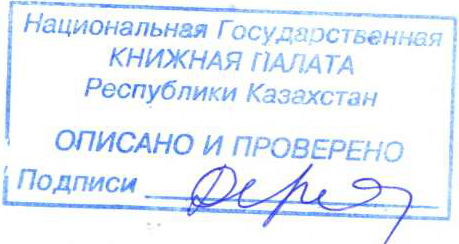 Национальная Государственная
КНИЖНАЯ ПАЛАТА
Республики Казахстан
ОПИСАНО И ПРОВЕРЕНО
Подписи